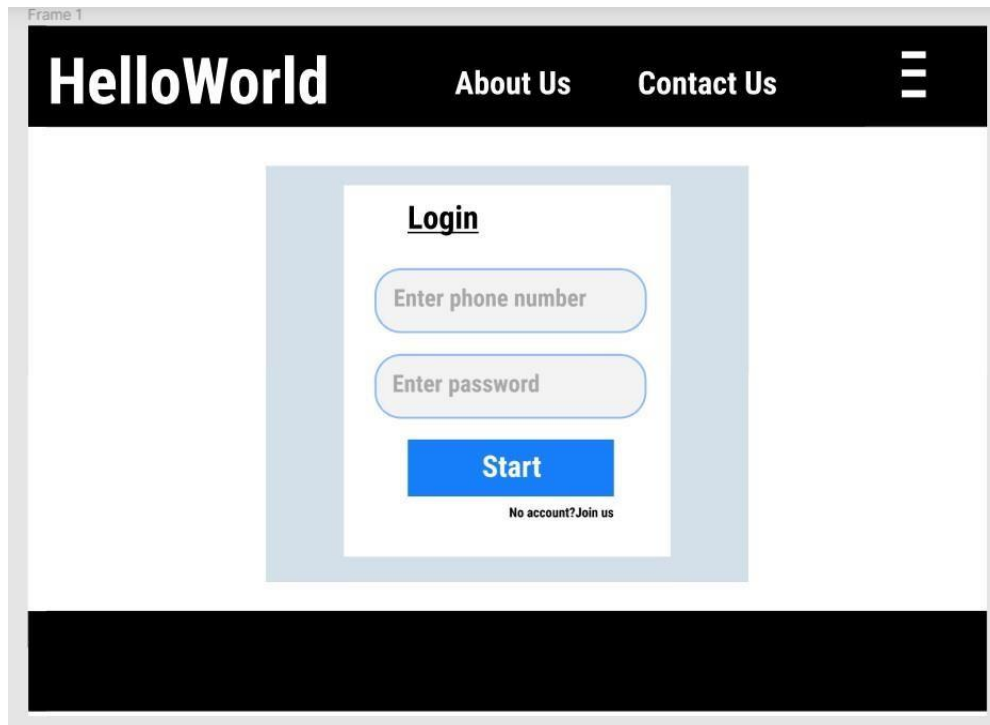 Frame 1
HelloWorld About Us Contact Us
Login
Enter phone number
Enter password
Start
No account?Join us